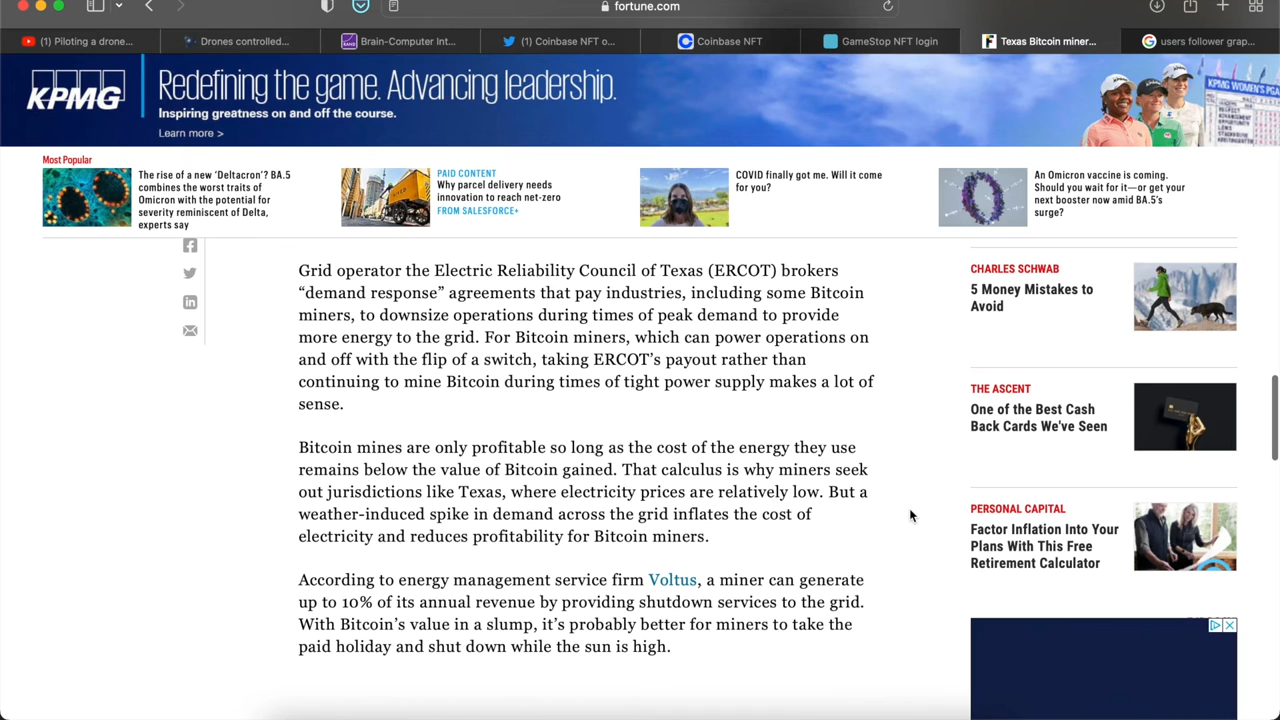 fortune.com
(1) Piloting a drone...
Drones controlled...
Brain-Computer Int...
(1) Coinbase NFT o...
Coinbase NFT
GameStop NFT login
Texas Bitcoin miner...
users follower grap...
KPMG
Redefining the game. Advancing leadership.
Inspiring greatness on and off the course.
Learn more >
KPMG WOMEN'S PGA
Most Popular
The rise of a new ‘Deltacron’? BA.5
combines the worst traits of
Omicron with the potential for
severity reminiscent of Delta,
experts say
PAID CONTENT
Why parcel delivery needs
innovation to reach net-zero
FROM SALESFORCE+
COVID finally got me. Will it come
for you?
An Omicron vaccine is coming.
Should you wait for it—or get your
next booster now amid BA.5’s
surge?
Grid operator the Electric Reliability Council of Texas (ERCOT) brokers
“demand response” agreements that pay industries, including some Bitcoin
miners, to downsize operations during times of peak demand to provide
more energy to the grid. For Bitcoin miners, which can power operations on
and off with the flip of a switch, taking ERCOT’s payout rather than
continuing to mine Bitcoin during times of tight power supply makes a lot of
sense.
Bitcoin mines are only profitable so long as the cost of the energy they use
remains below the value of Bitcoin gained. That calculus is why miners seek
out jurisdictions like Texas, where electricity prices are relatively low. But a
weather-induced spike in demand across the grid inflates the cost of
electricity and reduces profitability for Bitcoin miners.
According to energy management service firm Voltus, a miner can generate
up to 10% of its annual revenue by providing shutdown services to the grid.
With Bitcoin’s value in a slump, it’s probably better for miners to take the
paid holiday and shut down while the sun is high.
CHARLES SCHWAB
5 Money Mistakes to
Avoid
THE ASCENT
One of the Best Cash
Back Cards We've Seen
PERSONAL CAPITAL
Factor Inflation Into Your
Plans With This Free
Retirement Calculator